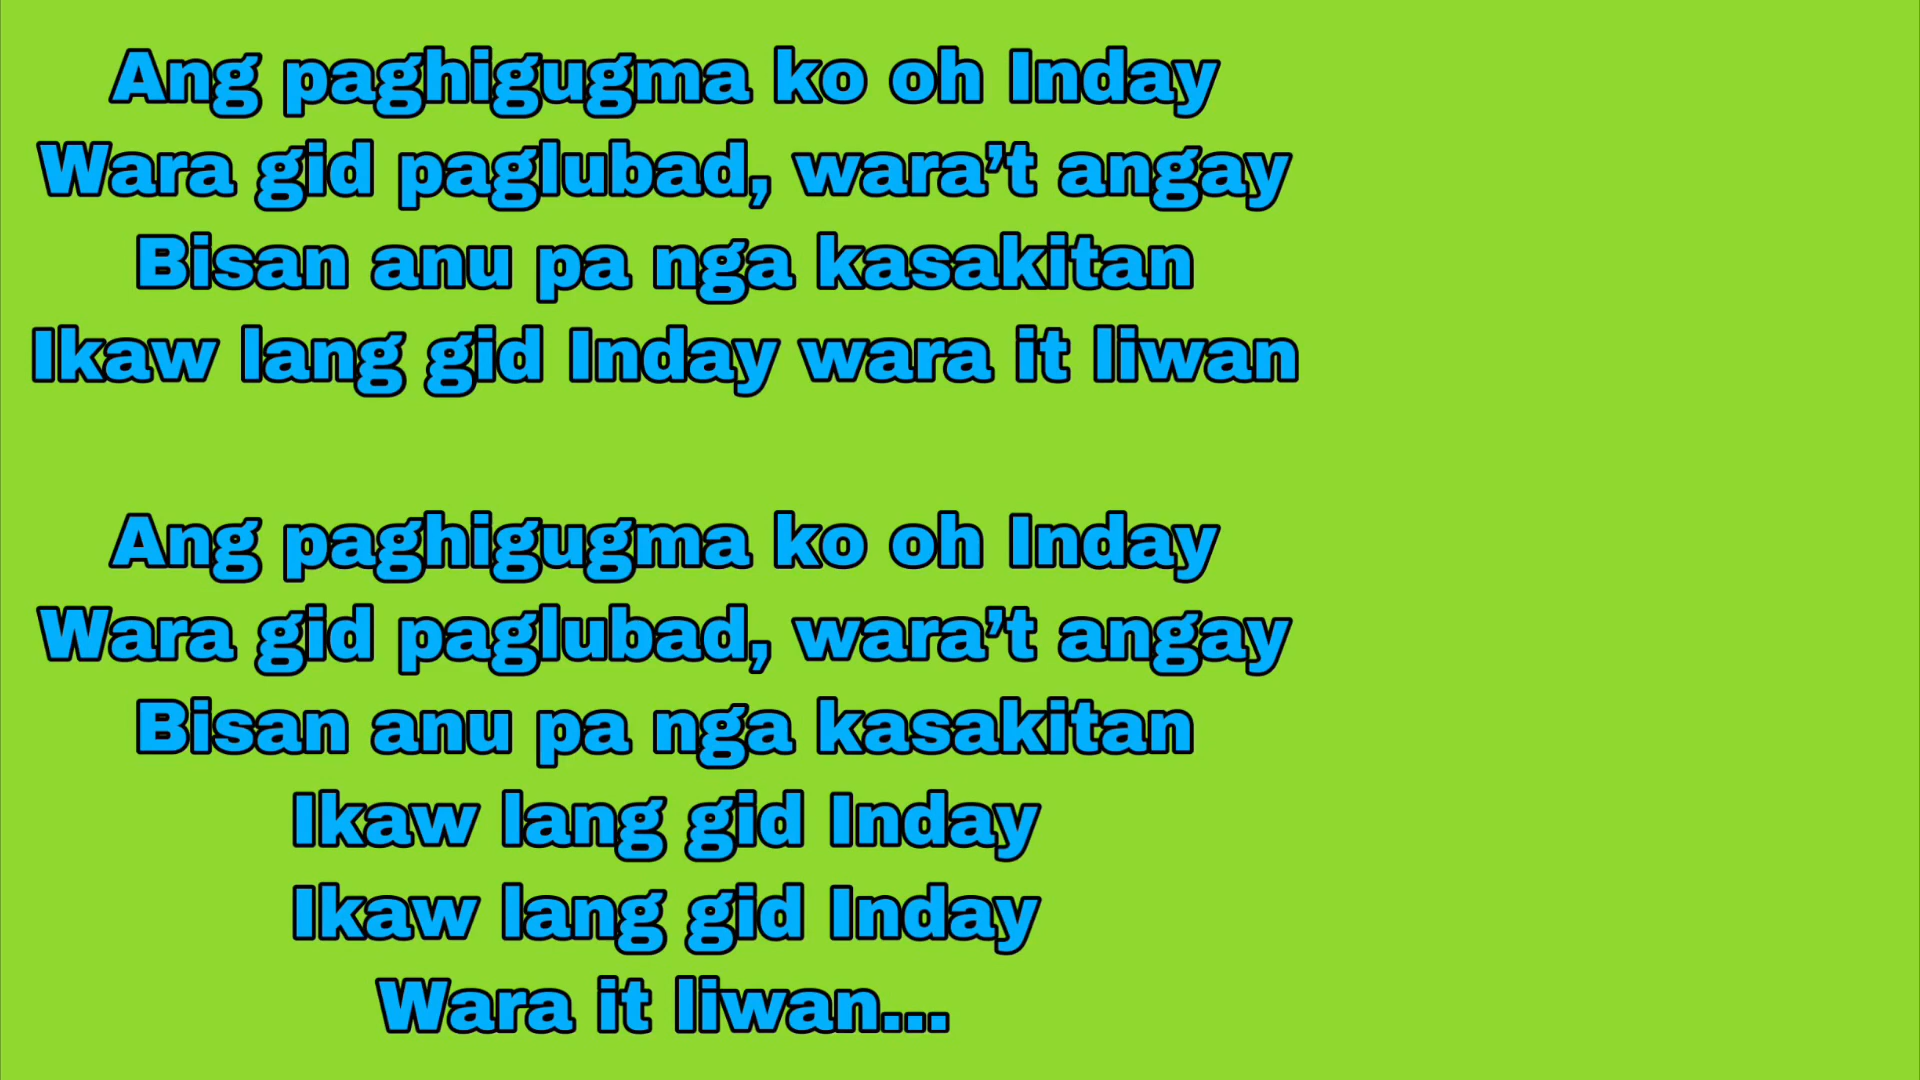 Ang paghigugma ko oh Inday
Wara gid paglubad, wara’t angay
Bisan anu pa nga kasakitan
Ikaw lang gid Inday wara it liwan
Ang paghigugma ko oh Inday
Wara gid paglubad, wara’t angay
Bisan anu pa nga kasakitan
Ikaw lang gid Inday
Ikaw lang gid Inday
Wara it liwan...